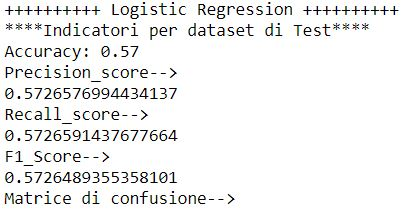 ++++++++++ Logistic Regression ++++++++++
****Indicatori per dataset di Test****
Accuracy: 0.57
Precision_score-->
0.5726576994434137
Recall_score-->
0.5726591437677664
F1_Score-->
0.5726489355358101
Matrice di confusione-->